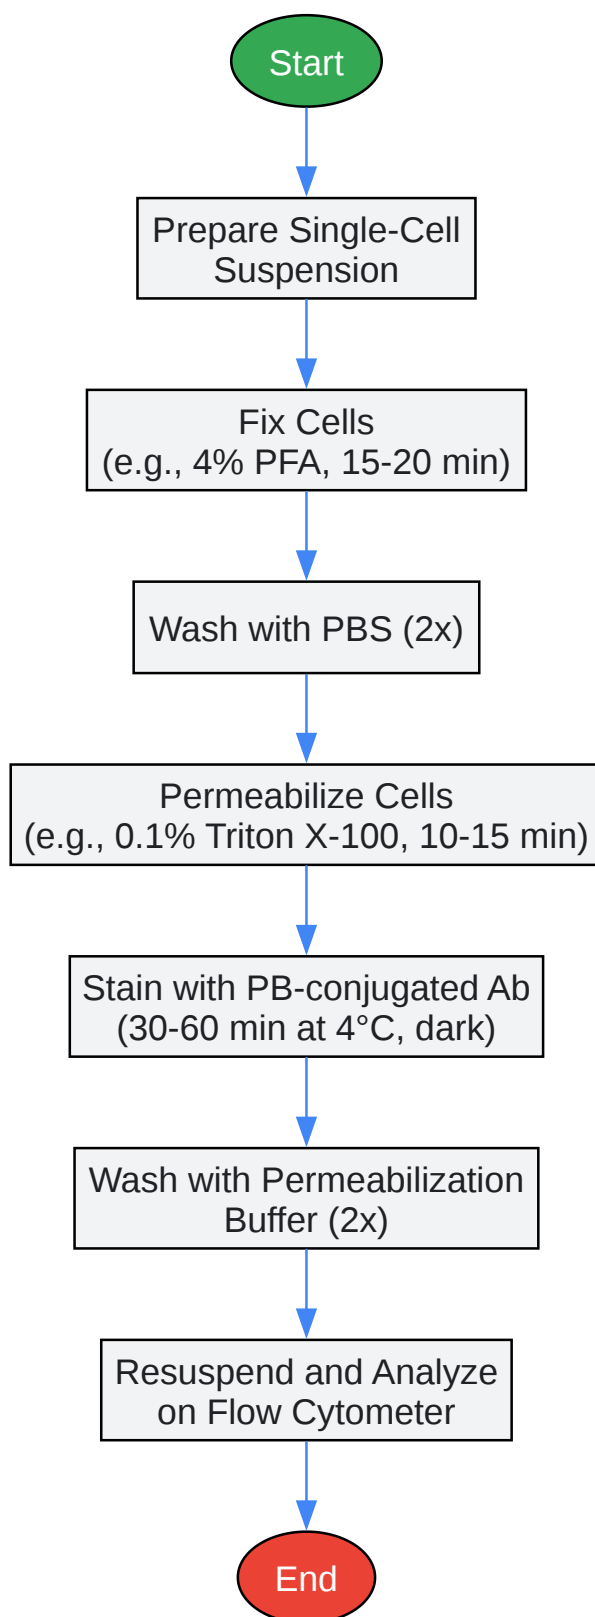 Start
Prepare Single-Cell
Suspension
Fix Cells
(e.g., 4% PFA, 15-20 min)
Wash with PBS (2x)
Permeabilize Cells
(e.g., 0.1% Triton X-100, 10-15 min)
Stain with PB-conjugated Ab
(30-60 min at 4°C, dark)
Wash with Permeabilization
Buffer (2x)
Resuspend and Analyze
on Flow Cytometer
End